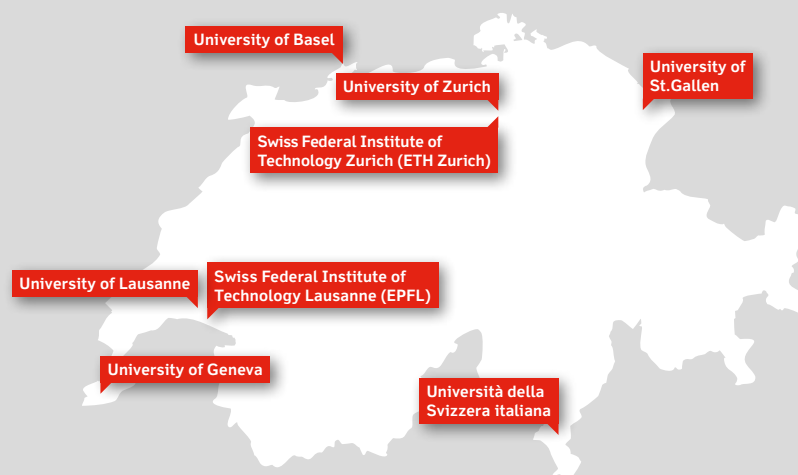 University of Basel
University of Zurich
University of
St.Gallen
Swiss Federal Institute of
Technology Zurich (ETH Zurich)
University of Lausanne
Swiss Federal Institute of
Technology Lausanne (EPFL)
University of Geneva
Università della
Svizzera italiana